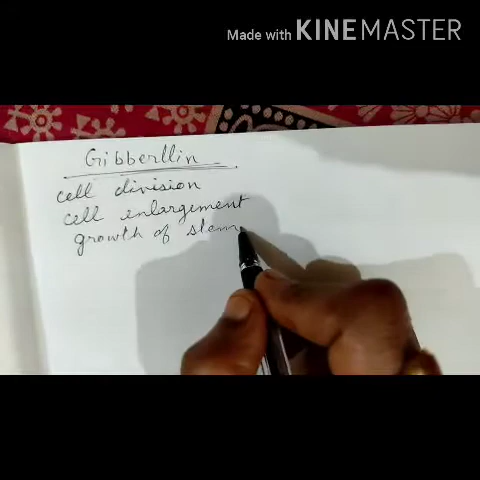 Made with KINEMASTER
Gibberllin
cell division
cell enlargement
growth of stem